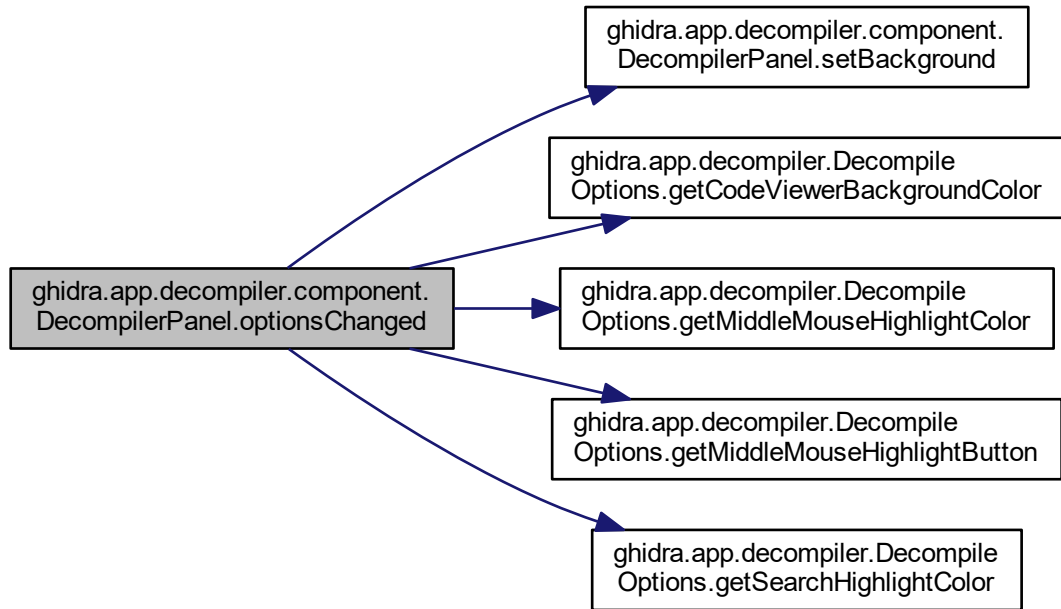 ghidra.app.decompiler.component.
DecompilerPanel.setBackground
ghidra.app.decompiler.Decompile
Options.getCodeViewerBackgroundColor
ghidra.app.decompiler.component.
DecompilerPanel.optionsChanged
ghidra.app.decompiler.Decompile
Options.getMiddleMouseHighlightColor
ghidra.app.decompiler.Decompile
Options.getMiddleMouseHighlightButton
ghidra.app.decompiler.Decompile
Options.getSearchHighlightColor